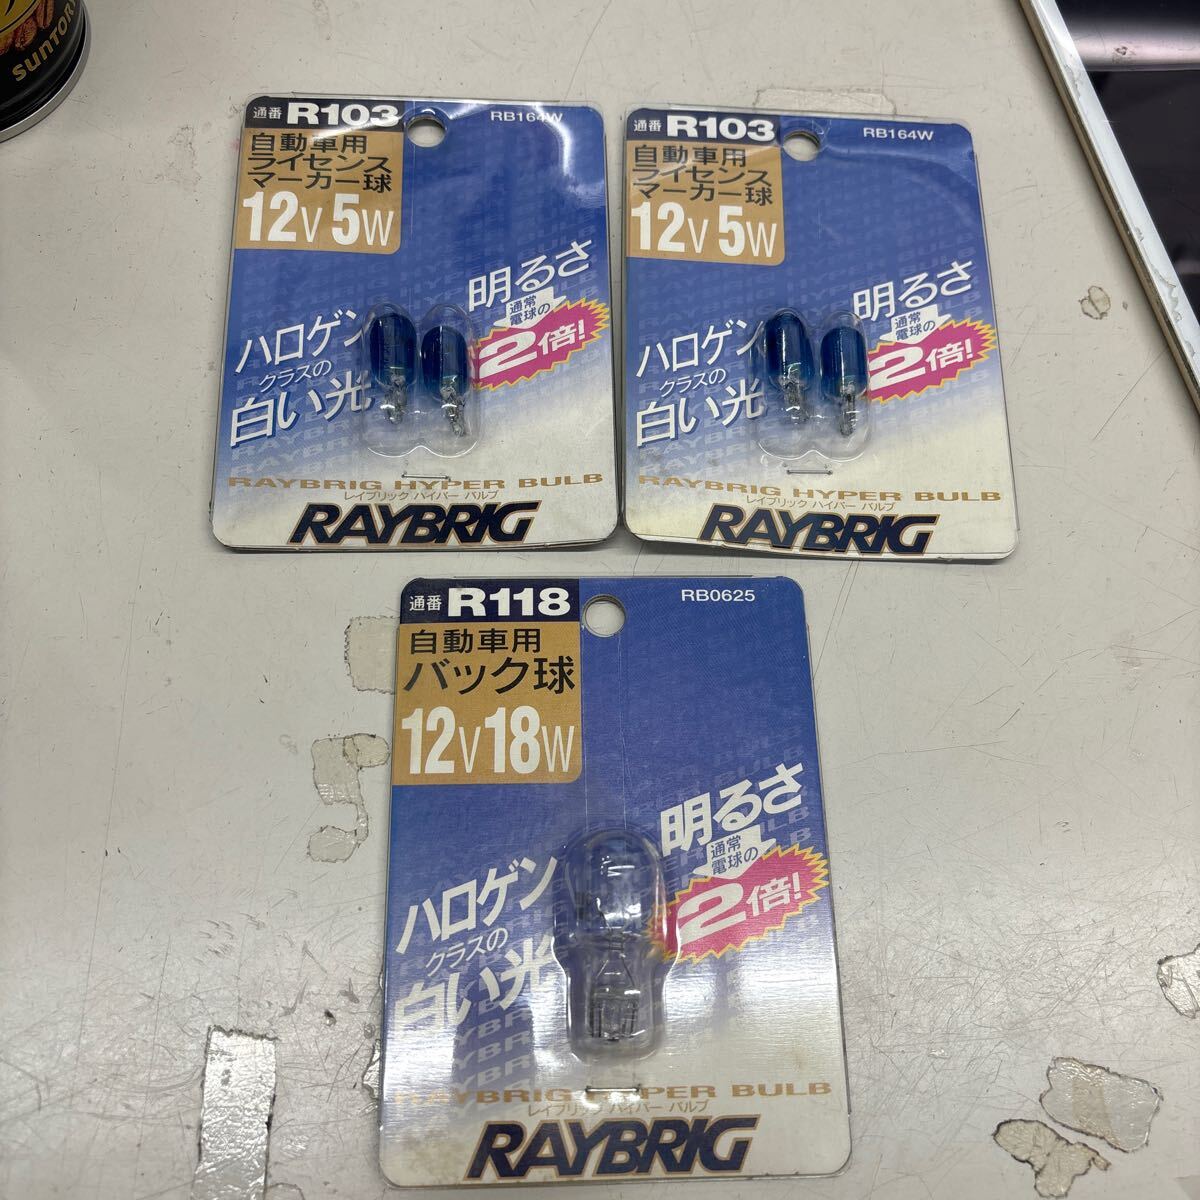 SUNTORY
通番 R103
RB164W
自動車用
ライセンス
マーカー球
12V 5W
明るさ
通常
電球の
2倍!
ハロゲン
クラスの
白い光
RAYBRIG HYPER BULB
レイブリック ハイパー バルブ
RAYBRIG
通番 R103
RB164W
自動車用
ライセンス
マーカー球
12V 5W
明るさ
通常
電球の
2倍!
ハロゲン
クラスの
白い光
RAYBRIG HYPER BULB
レイブリック ハイパー バルブ
RAYBRIG
通番 R118
RB0625
自動車用
バック球
12V 18W
明るさ
通常
電球の
2倍!
ハロゲン
クラスの
白い光
RAYBRIG HYPER BULB
レイブリック ハイパー バルブ
RAYBRIG